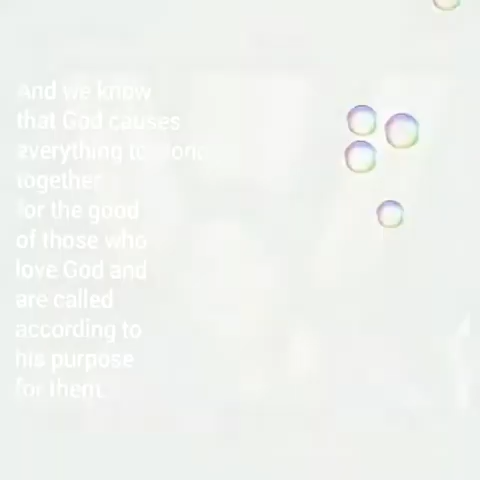 And we know
that God causes
everything to work
together
for the good
of those who
love God and
are called
according to
his purpose
for them.